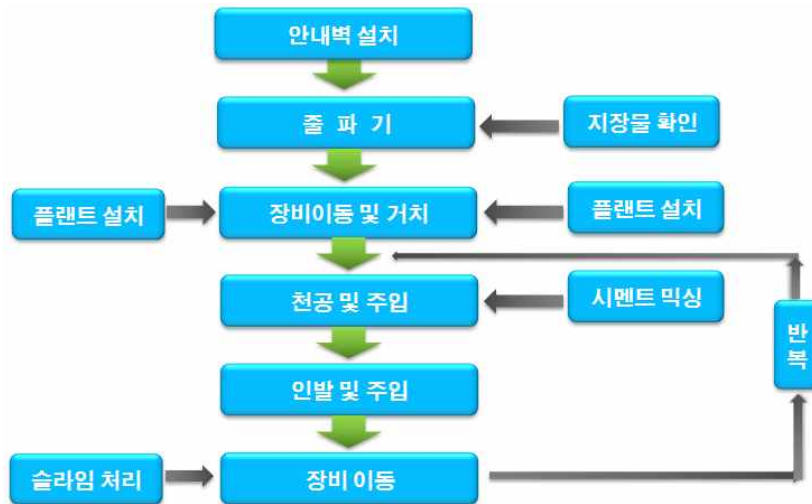 안내벽 설치
줄 파 기
지장물 확인
플랜트 설치
장비이동 및 거치
플랜트 설치
천공 및 주입
시멘트 믹싱
반
복
인발 및 주입
슬라임 처리
장비 이동